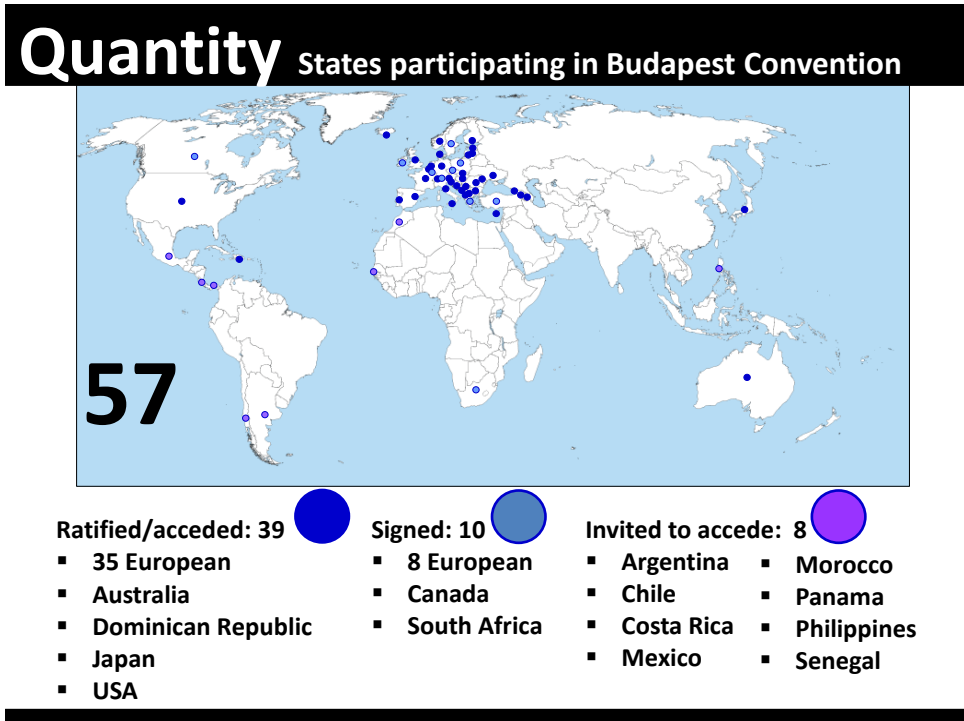 Quantity States participating in Budapest Convention
57
Ratified/acceded: 39
▪ 35 European
▪ Australia
▪ Dominican Republic
▪ Japan
▪ USA
Signed: 10
▪ 8 European
▪ Canada
▪ South Africa
Invited to accede: 8
▪ Argentina
▪ Chile
▪ Costa Rica
▪ Mexico
▪ Morocco
▪ Panama
▪ Philippines
▪ Senegal